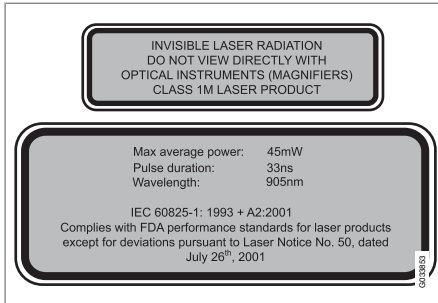 INVISIBLE LASER RADIATION
DO NOT VIEW DIRECTLY WITH
OPTICAL INSTRUMENTS (MAGNIFIERS)
CLASS 1M LASER PRODUCT
Max average power: 45mW
Pulse duration: 33ns
Wavelength: 905nm
IEC 60825-1: 1993 + A2:2001
Complies with FDA performance standards for laser products
except for deviations pursuant to Laser Notice No. 50, dated
July 26th, 2001
G033853